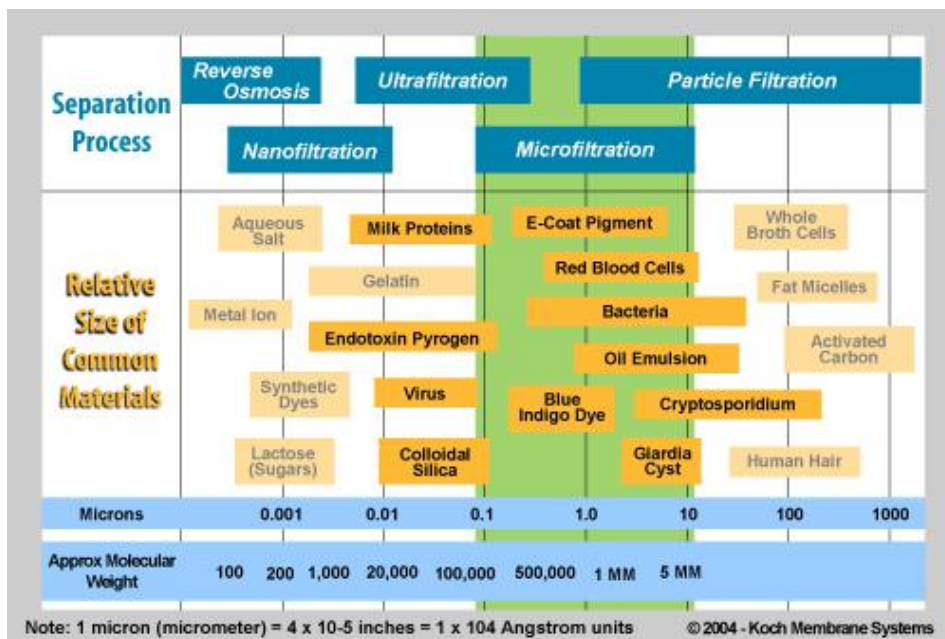 Reverse
Osmosis
Ultrafiltration
Particle Filtration
Separation
Process
Nanofiltration
Microfiltration
Aqueous
Salt
Milk Proteins
E-Coat Pigment
Whole
Broth Cells
Relative
Size of
Common
Materials
Red Blood Cells
Gelatin
Fat Micelles
Metal Ion
Bacteria
Endotoxin Pyrogen
Activated
Carbon
Oil Emulsion
Synthetic
Dyes
Virus
Blue
Indigo Dye
Cryptosporidium
Lactose
(Sugars)
Colloidal
Silica
Giardia
Cyst
Human Hair
Microns 0.001 0.01 0.1 1.0 10 100 1000
Approx Molecular
Weight
100 200 1,000 20,000 100,000 500,000 1 MM 5 MM
Note: 1 micron (micrometer) = 4 x 10-5 inches = 1 x 104 Angstrom units © 2004 - Koch Membrane Systems